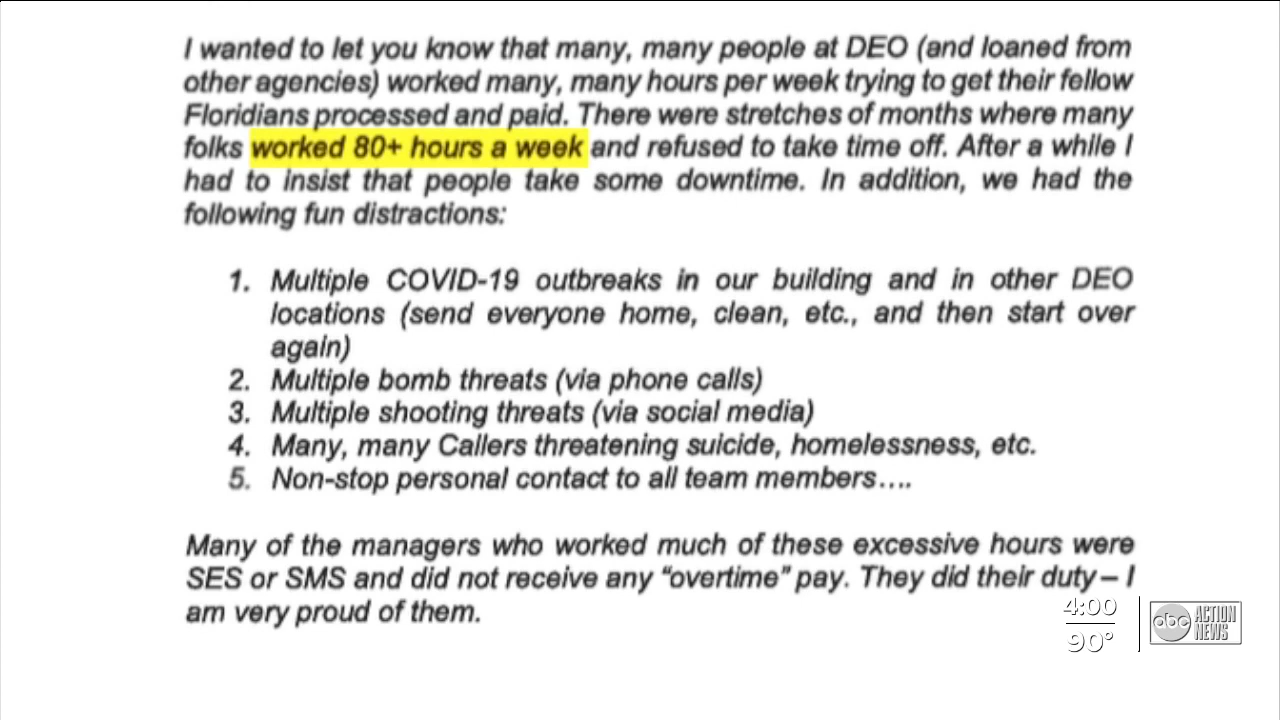 I wanted to let you know that many, many people at DEO (and loaned from
other agencies) worked many, many hours per week trying to get their fellow
Floridians processed and paid. There were stretches of months where many
folks worked 80+ hours a week and refused to take time off. After a while I
had to insist that people take some downtime. In addition, we had the
following fun distractions:
1. Multiple COVID-19 outbreaks in our building and in other DEO
locations (send everyone home, clean, etc., and then start over
again)
2. Multiple bomb threats (via phone calls)
3. Multiple shooting threats (via social media)
4. Many, many Callers threatening suicide, homelessness, etc.
5. Non-stop personal contact to all team members….
Many of the managers who worked much of these excessive hours were
SES or SMS and did not receive any “overtime” pay. They did their duty – I
am very proud of them.
4:00
90°
abc ACTION
NEWS